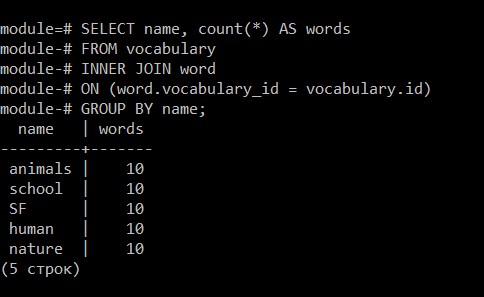 module=# SELECT name, count(*) AS words
module-# FROM vocabulary
module-# INNER JOIN word
module-# ON (word.vocabulary_id = vocabulary.id)
module-# GROUP BY name;
  name   | words
---------+-------
 animals |    10
 school  |    10
 SF      |    10
 human   |    10
 nature  |    10
(5 строк)